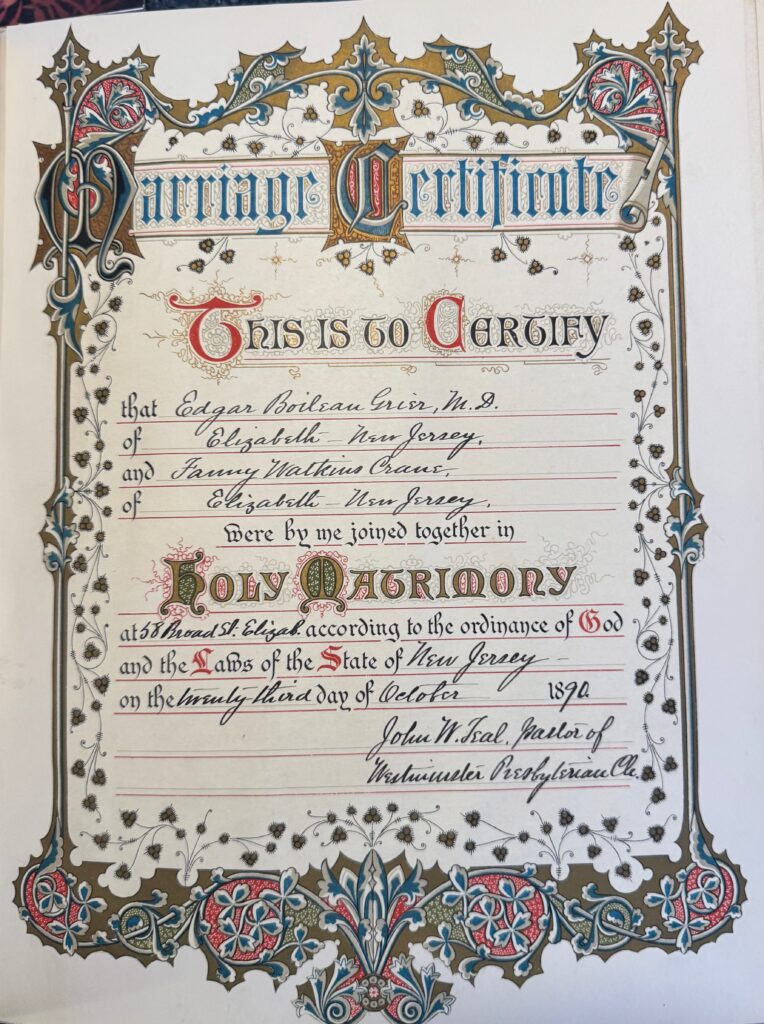 Marriage Certificate
This is to Certify
that Edgar Boileau Grier, M.D.
of Elizabeth - New Jersey,
and Fanny Watkins Crane,
of Elizabeth - New Jersey,
were by me joined together in
Holy Matrimony
at 58 Broad St. Elizab. according to the ordinance of God
and the Laws of the State of New Jersey -
on the twenty third day of October 1890.
John W. Teal, Pastor of
Westminster Presbyterian Ch.